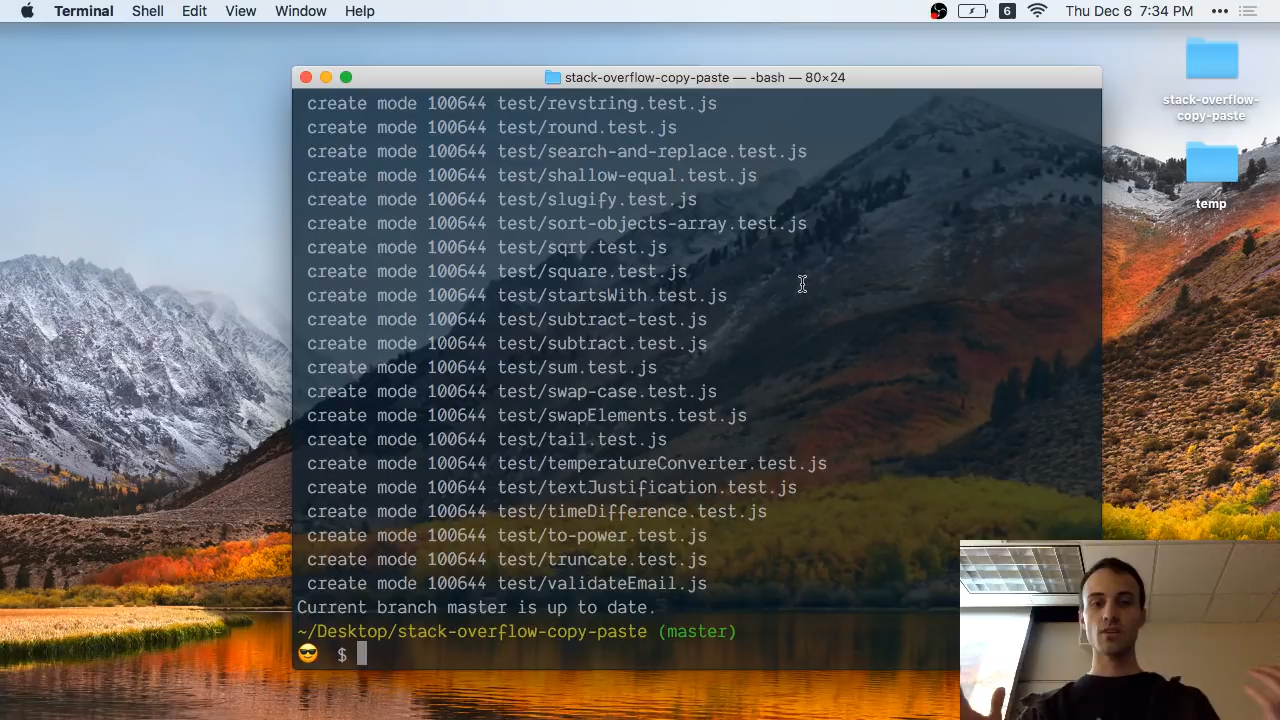 Terminal Shell Edit View Window Help 6 Thu Dec 6 7:34 PM
stack-overflow-copy-paste — -bash — 80×24
create mode 100644 test/revstring.test.js
create mode 100644 test/round.test.js
create mode 100644 test/search-and-replace.test.js
create mode 100644 test/shallow-equal.test.js
create mode 100644 test/slugify.test.js
create mode 100644 test/sort-objects-array.test.js
create mode 100644 test/sqrt.test.js
create mode 100644 test/square.test.js
create mode 100644 test/startsWith.test.js
create mode 100644 test/subtract-test.js
create mode 100644 test/subtract.test.js
create mode 100644 test/sum.test.js
create mode 100644 test/swap-case.test.js
create mode 100644 test/swapElements.test.js
create mode 100644 test/tail.test.js
create mode 100644 test/temperatureConverter.test.js
create mode 100644 test/textJustification.test.js
create mode 100644 test/timeDifference.test.js
create mode 100644 test/to-power.test.js
create mode 100644 test/truncate.test.js
create mode 100644 test/validateEmail.test.js
Current branch master is up to date.
~/Desktop/stack-overflow-copy-paste (master)
😎 $
stack-overflow-
copy-paste
temp